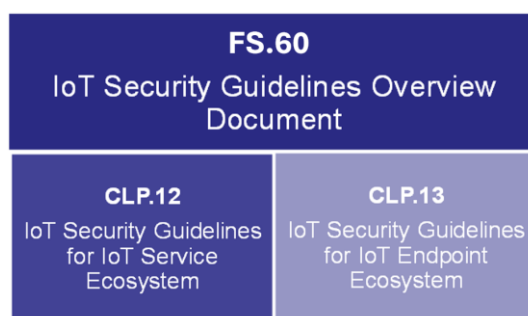 FS.60
IoT Security Guidelines Overview
Document
CLP.12
IoT Security Guidelines
for IoT Service
Ecosystem
CLP.13
IoT Security Guidelines
for IoT Endpoint
Ecosystem